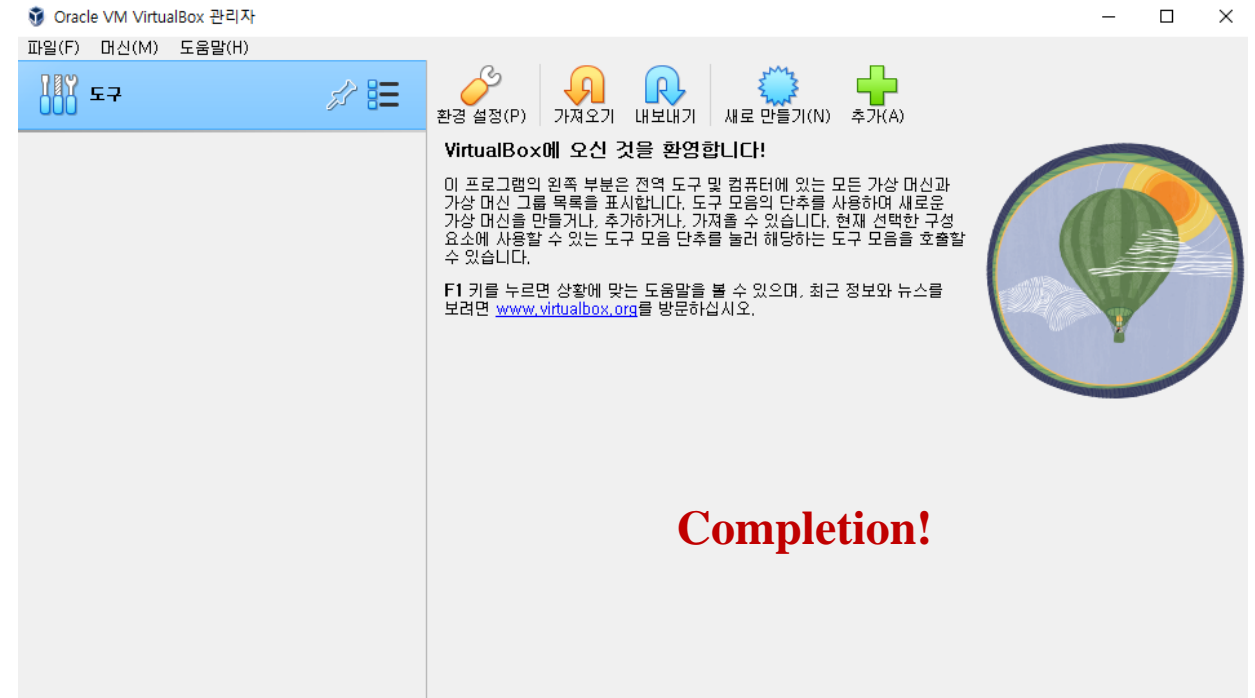 Oracle VM VirtualBox 관리자
파일(F) 머신(M) 도움말(H)
도구
환경 설정(P) 가져오기 내보내기 새로 만들기(N) 추가(A)
VirtualBox에 오신 것을 환영합니다!
이 프로그램의 왼쪽 부분은 전역 도구 및 컴퓨터에 있는 모든 가상 머신과
가상 머신 그룹 목록을 표시합니다. 도구 모음의 단추를 사용하여 새로운
가상 머신을 만들거나, 추가하거나, 가져올 수 있습니다. 현재 선택한 구성
요소에 사용할 수 있는 도구 모음 단추를 눌러 해당하는 도구 모음을 호출할
수 있습니다.
F1 키를 누르면 상황에 맞는 도움말을 볼 수 있으며, 최근 정보와 뉴스를
보려면 www.virtualbox.org를 방문하십시오.
Completion!